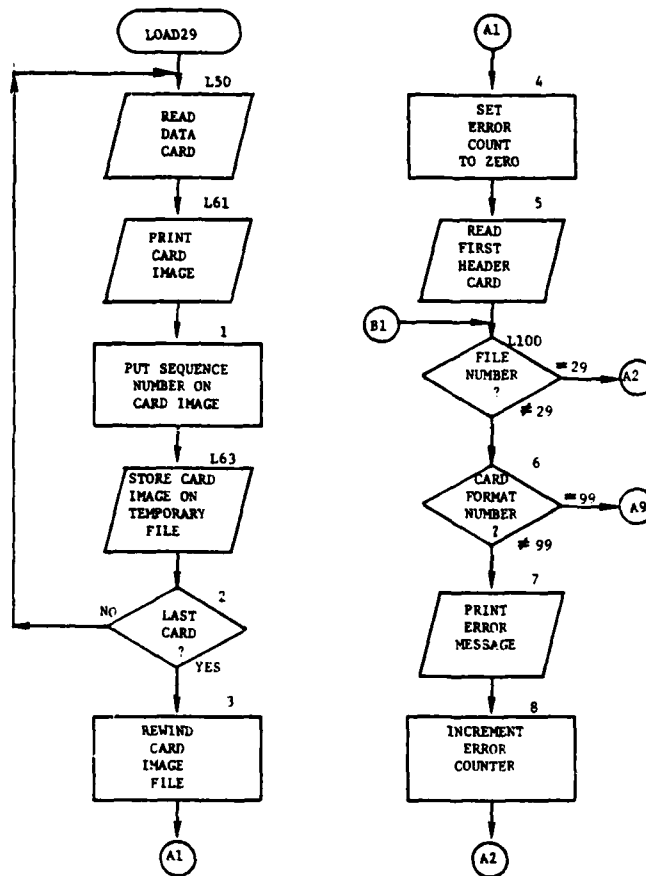 LOAD29
L50
READ
DATA
CARD
L61
PRINT
CARD
IMAGE
1
PUT SEQUENCE
NUMBER ON
CARD IMAGE
L63
STORE CARD
IMAGE ON
TEMPORARY
FILE
2
NO
LAST
CARD
?
YES
3
REWIND
CARD
IMAGE
FILE
A1
A1
4
SET
ERROR
COUNT
TO ZERO
5
READ
FIRST
HEADER
CARD
B1
L100
FILE
NUMBER
?
= 29
A2
≠ 29
6
CARD
FORMAT
NUMBER
?
= 99
A9
≠ 99
7
PRINT
ERROR
MESSAGE
8
INCREMENT
ERROR
COUNTER
A2